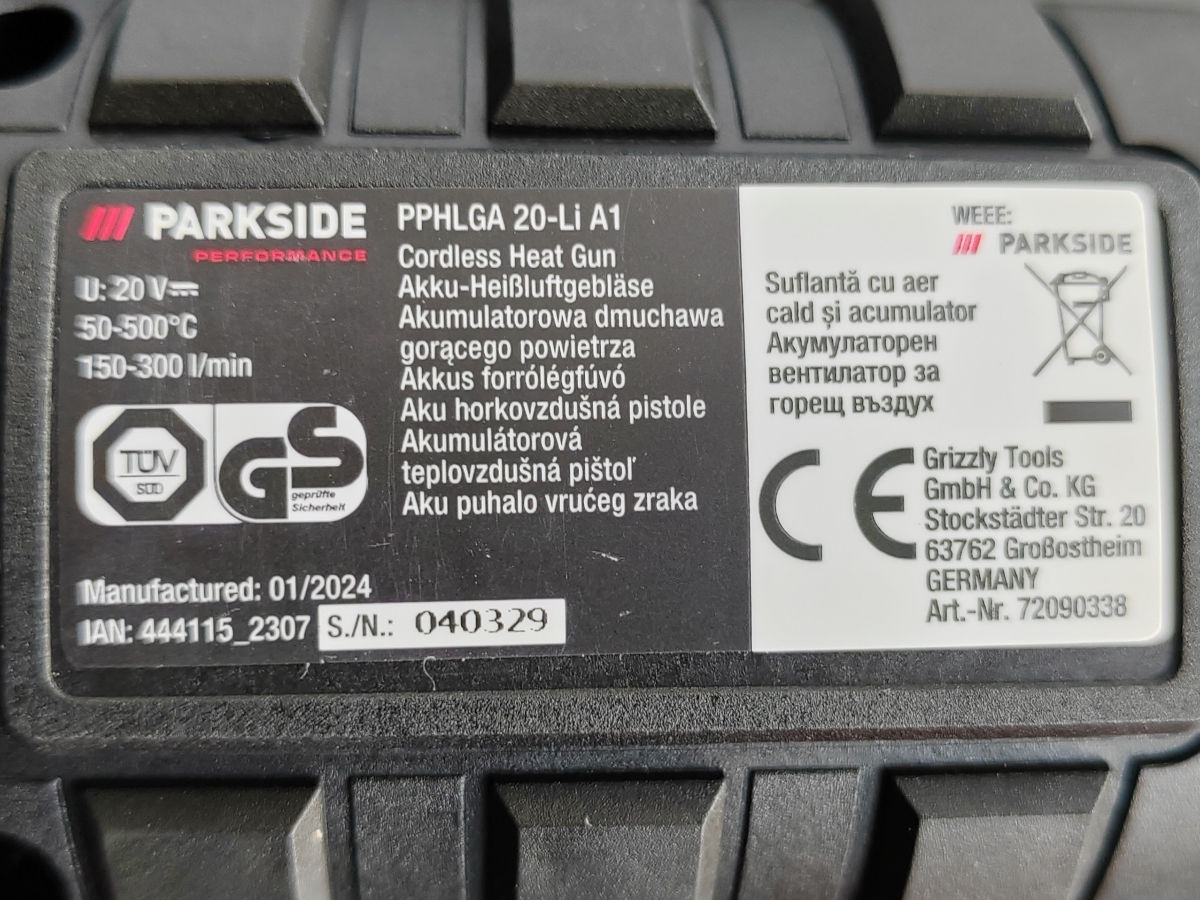 PARKSIDE
PERFORMANCE
U: 20 V
50-500°C
150-300 l/min
TÜV
SÜD
GS
geprüfte
Sicherheit
Manufactured: 01/2024
IAN: 444115_2307
S./N.: 040329
PPHLGA 20-Li A1
Cordless Heat Gun
Akku-Heißluftgebläse
Akumulatorowa dmuchawa
gorącego powietrza
Akkus forrólégfúvó
Aku horkovzdušná pistole
Akumulátorová
teplovzdušná pištoľ
Aku puhalo vrućeg zraka
WEEE:
PARKSIDE
Suflantă cu aer
cald și acumulator
Акумулаторен
вентилатор за
горещ въздух
CE
Grizzly Tools
GmbH & Co. KG
Stockstädter Str. 20
63762 Großostheim
GERMANY
Art.-Nr. 72090338